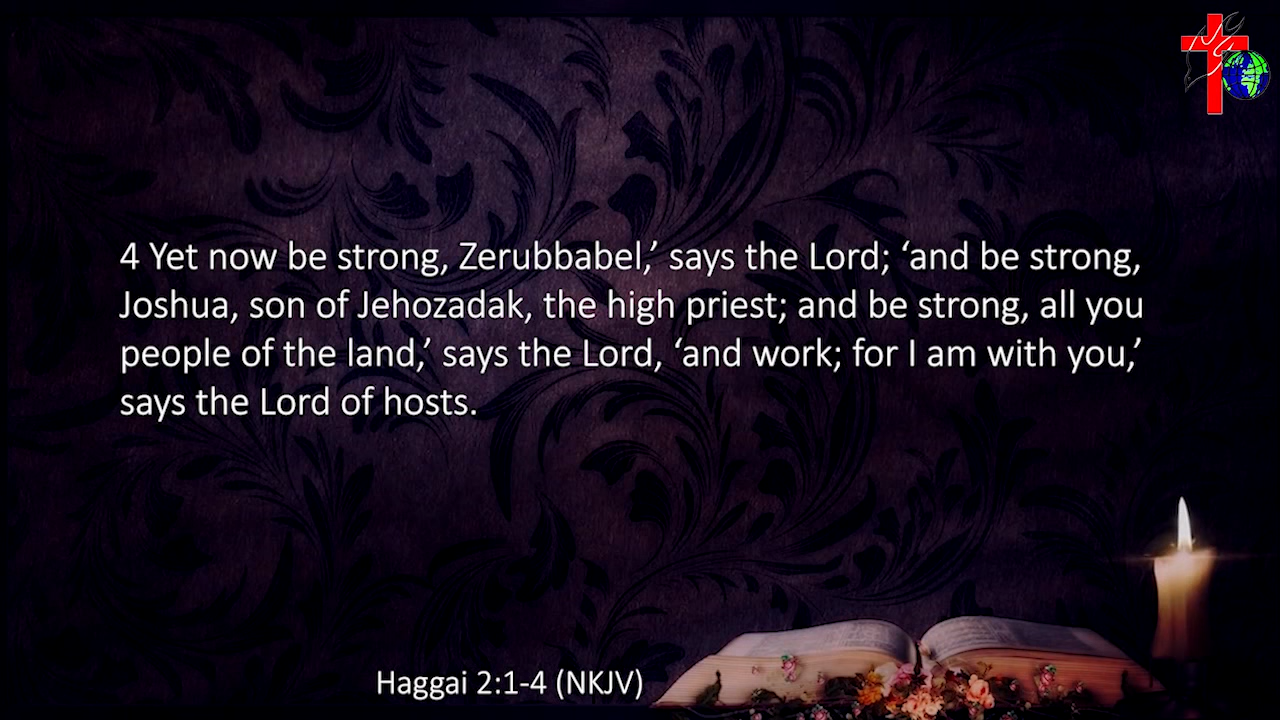 4 Yet now be strong, Zerubbabel,’ says the Lord; ‘and be strong,
Joshua, son of Jehozadak, the high priest; and be strong, all you
people of the land,’ says the Lord, ‘and work; for I am with you,’
says the Lord of hosts.
Haggai 2:1-4 (NKJV)